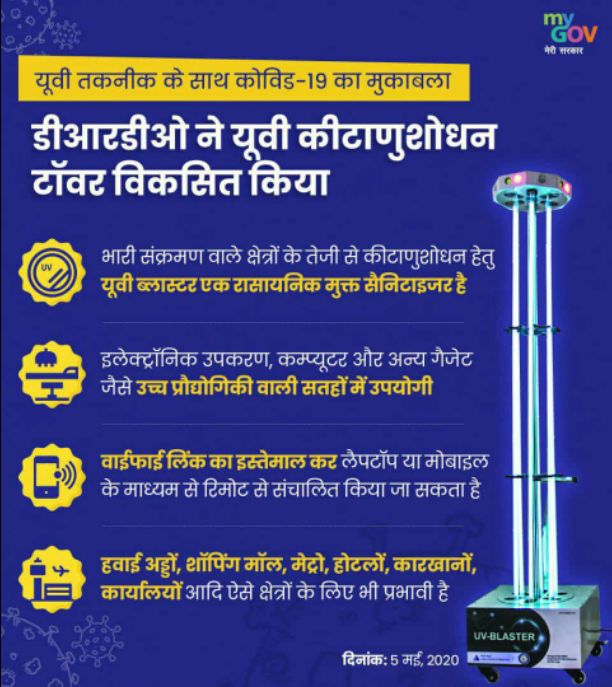 my
GOV
मेरी सरकार
यूवी तकनीक के साथ कोविड-19 का मुकाबला
डीआरडीओ ने यूवी कीटाणुशोधन
टॉवर विकसित किया
UV
भारी संक्रमण वाले क्षेत्रों के तेजी से कीटाणुशोधन हेतु
यूवी ब्लास्टर एक रासायनिक मुक्त सैनिटाइजर है
इलेक्ट्रॉनिक उपकरण, कम्प्यूटर और अन्य गैजेट
जैसे उच्च प्रौद्योगिकी वाली सतहों में उपयोगी
वाईफाई लिंक का इस्तेमाल कर लैपटॉप या मोबाइल
के माध्यम से रिमोट से संचालित किया जा सकता है
हवाई अड्डों, शॉपिंग मॉल, मेट्रो, होटलों, कारखानों,
कार्यालयों आदि ऐसे क्षेत्रों के लिए भी प्रभावी है
UV-BLASTER
दिनांक: 5 मई, 2020